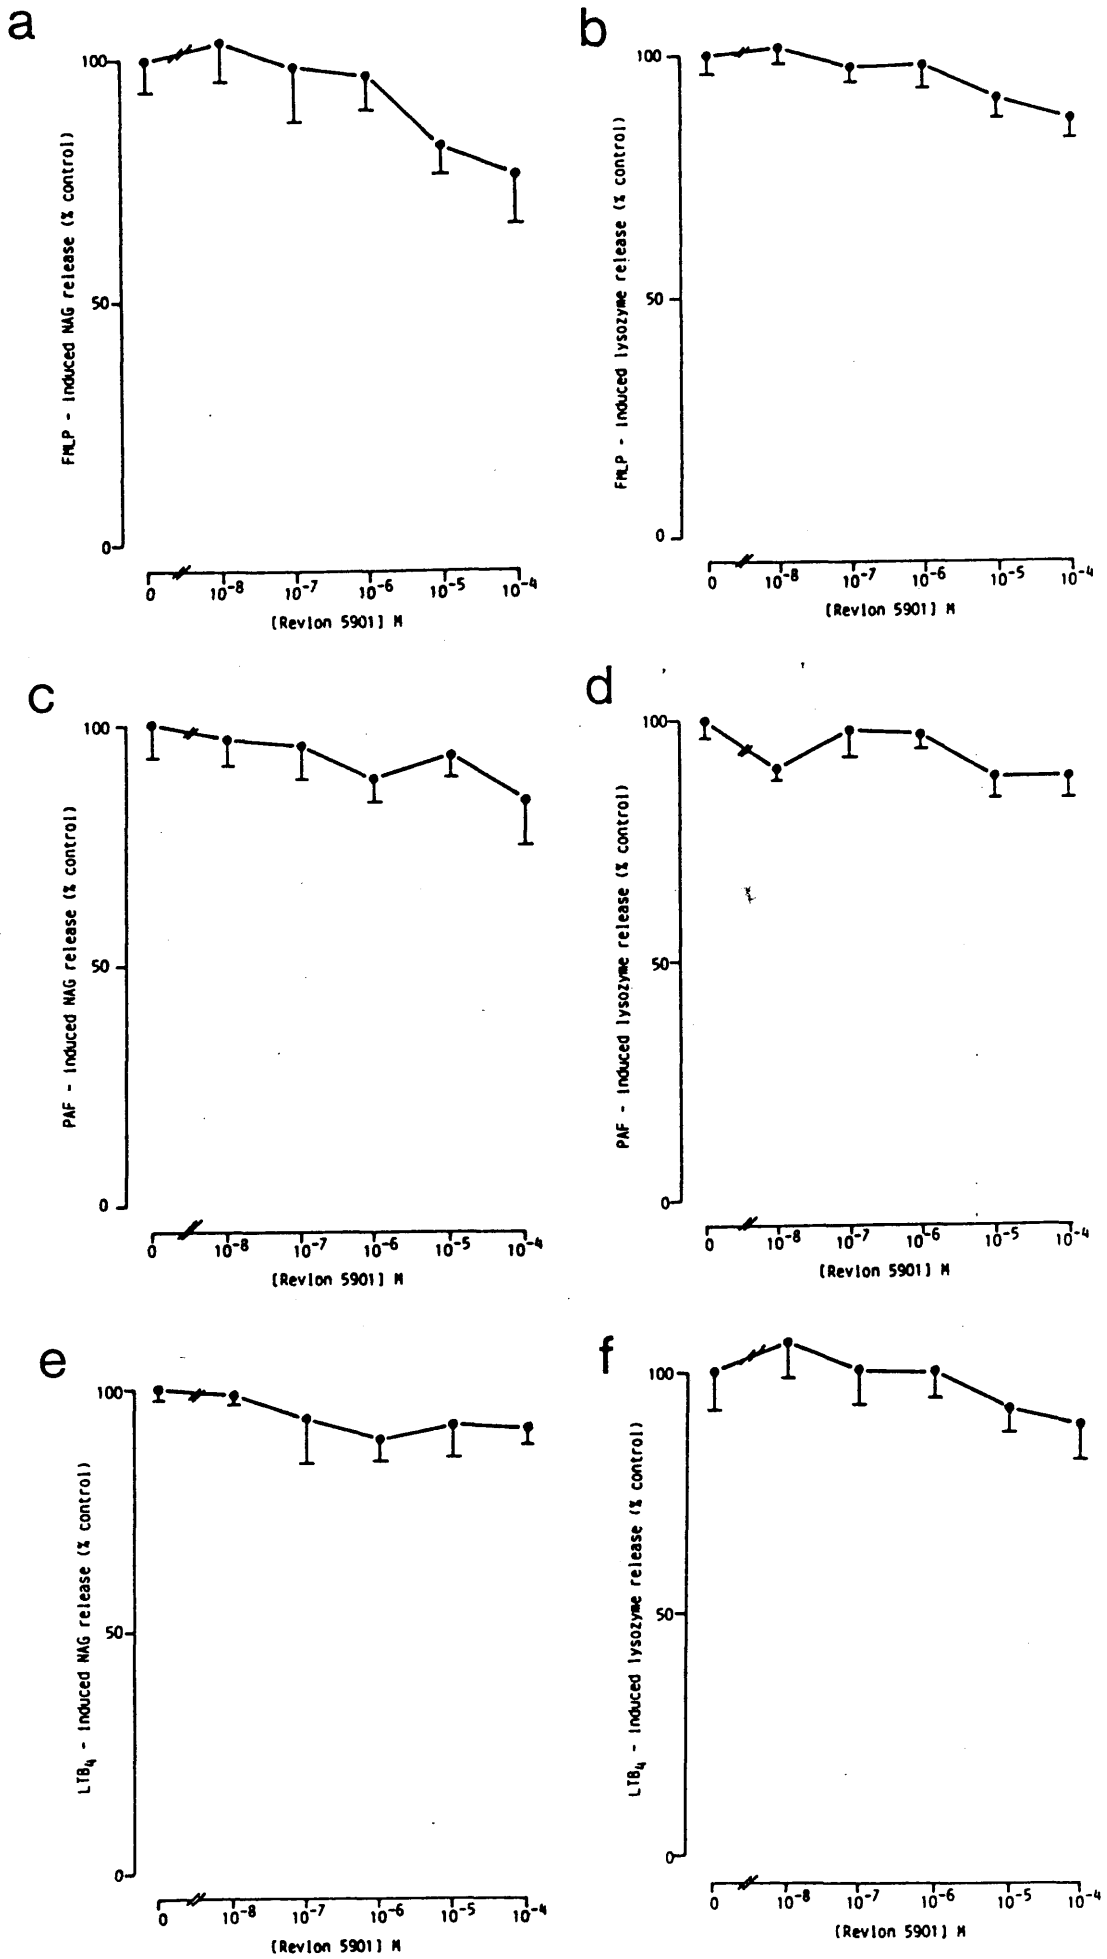 a
100
50
0
FMLP - induced NAG release (% control)
0 10⁻⁸ 10⁻⁷ 10⁻⁶ 10⁻⁵ 10⁻⁴
[Revlon 5901] M
b
100
50
0
FMLP - induced lysozyme release (% control)
0 10⁻⁸ 10⁻⁷ 10⁻⁶ 10⁻⁵ 10⁻⁴
[Revlon 5901] M
c
100
50
0
PAF - induced NAG release (% control)
0 10⁻⁸ 10⁻⁷ 10⁻⁶ 10⁻⁵ 10⁻⁴
[Revlon 5901] M
d
100
50
0
PAF - induced lysozyme release (% control)
0 10⁻⁸ 10⁻⁷ 10⁻⁶ 10⁻⁵ 10⁻⁴
[Revlon 5901] M
e
100
50
0
LTB₄ - induced NAG release (% control)
0 10⁻⁸ 10⁻⁷ 10⁻⁶ 10⁻⁵ 10⁻⁴
[Revlon 5901] M
f
100
50
0
LTB₄ - induced lysozyme release (% control)
0 10⁻⁸ 10⁻⁷ 10⁻⁶ 10⁻⁵ 10⁻⁴
[Revlon 5901] M